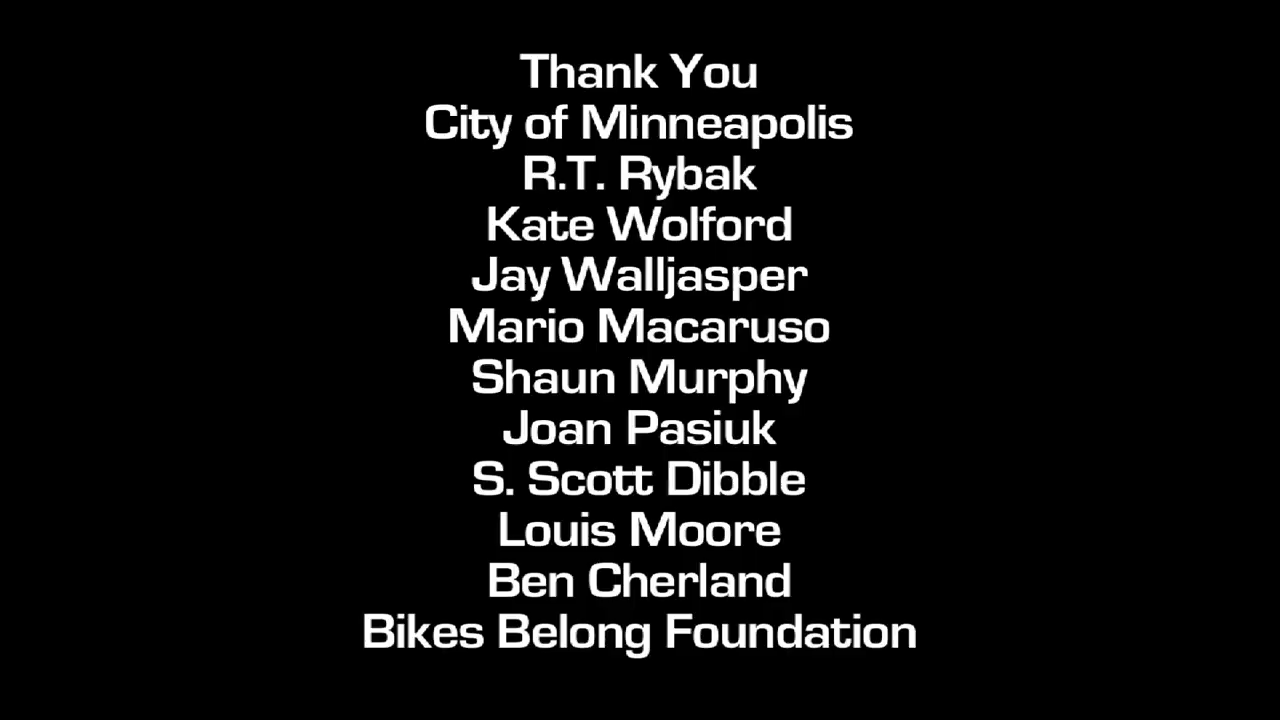 Thank You
City of Minneapolis
R.T. Rybak
Kate Wolford
Jay Walljasper
Mario Macaruso
Shaun Murphy
Joan Pasiuk
S. Scott Dibble
Louis Moore
Ben Cherland
Bikes Belong Foundation